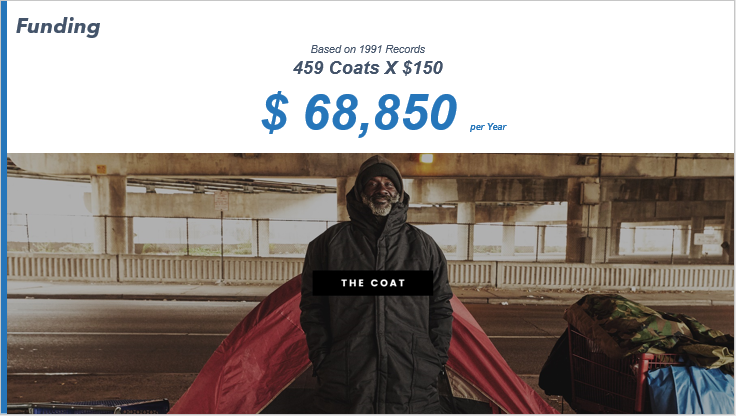 Funding
Based on 1991 Records
459 Coats X $150
$ 68,850 per Year
THE COAT